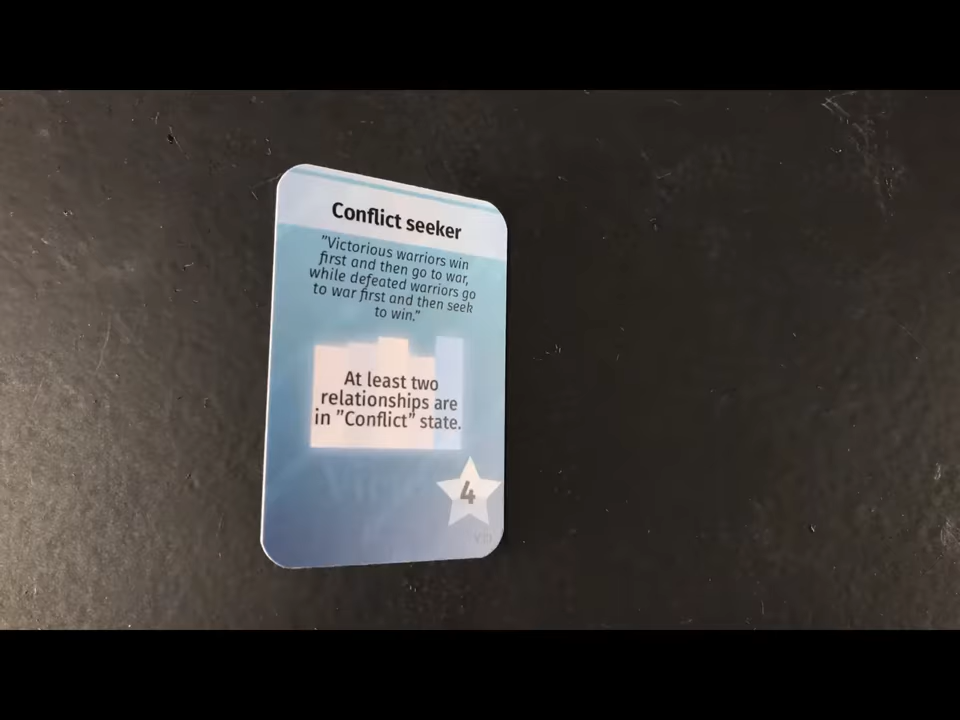 Conflict seeker
"Victorious warriors win
first and then go to war,
while defeated warriors go
to war first and then seek
to win."
At least two
relationships are
in "Conflict" state.
4